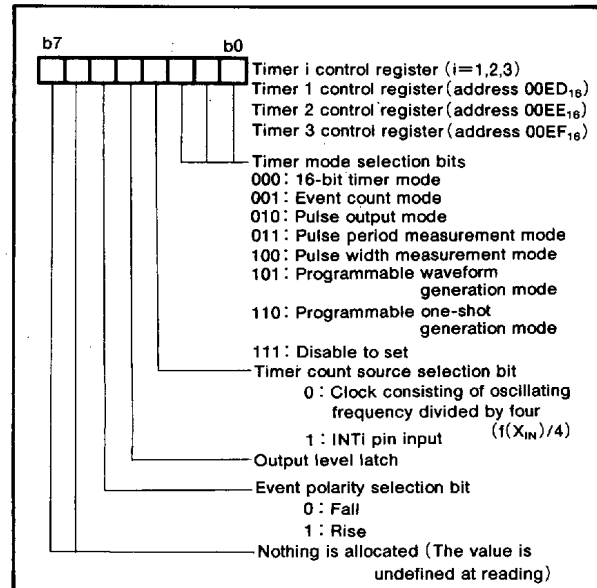 b7 b0
Timer i control register (i=1,2,3)
Timer 1 control register (address 00ED₁₆)
Timer 2 control register (address 00EE₁₆)
Timer 3 control register (address 00EF₁₆)
Timer mode selection bits
000: 16-bit timer mode
001: Event count mode
010: Pulse output mode
011: Pulse period measurement mode
100: Pulse width measurement mode
101: Programmable waveform
generation mode
110: Programmable one-shot
generation mode
111: Disable to set
Timer count source selection bit
0: Clock consisting of oscillating
frequency divided by four
(f(X_IN)/4)
1: INTi pin input
Output level latch
Event polarity selection bit
0: Fall
1: Rise
Nothing is allocated (The value is
undefined at reading)